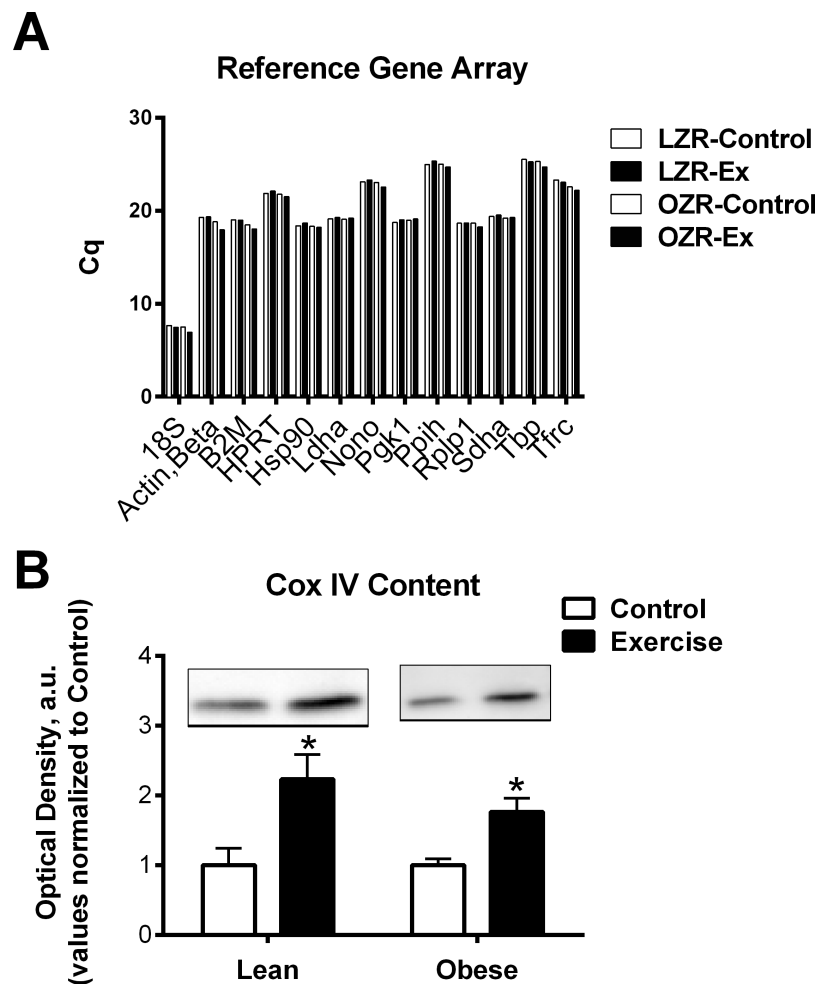 A
Reference Gene Array
30
20
10
0
Cq
LZR-Control
LZR-Ex
OZR-Control
OZR-Ex
18S
Actin,Beta
B2M
HPRT
Hsp90
Ldha
Nono
Pgk1
Ppih
Rplp1
Sdha
Tbp
Tfrc
B
Cox IV Content
Control
Exercise
Optical Density, a.u.
(values normalized to Control)
4
3
2
1
0
*
*
Lean
Obese